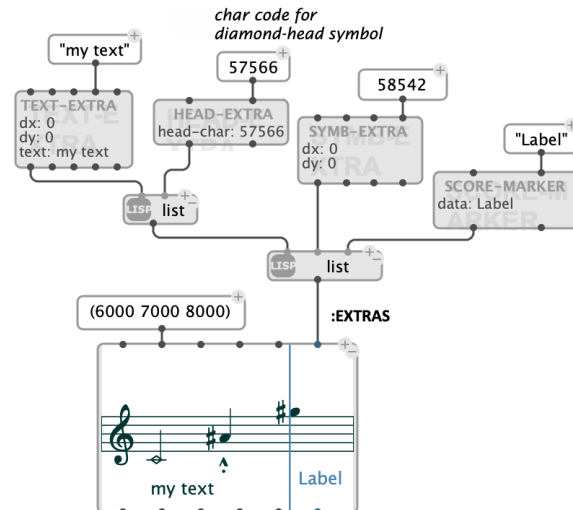 char code for
diamond-head symbol
"my text"
57566
58542
"Label"
TEXT-EXTRA
dx: 0
dy: 0
text: my text
HEAD-EXTRA
head-char: 57566
SYMB-EXTRA
dx: 0
dy: 0
SCORE-MARKER
data: Label
LISP list
LISP list
(6000 7000 8000)
:EXTRAS
my text
Label